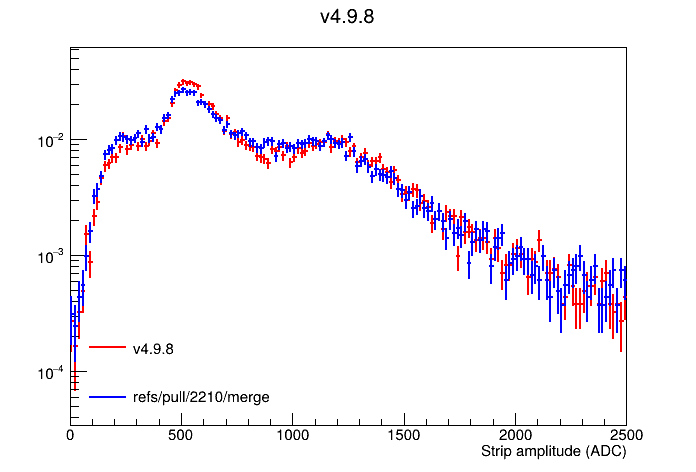 v4.9.8
10⁻²
10⁻³
10⁻⁴
v4.9.8
refs/pull/2210/merge
0 500 1000 1500 2000 2500
Strip amplitude (ADC)